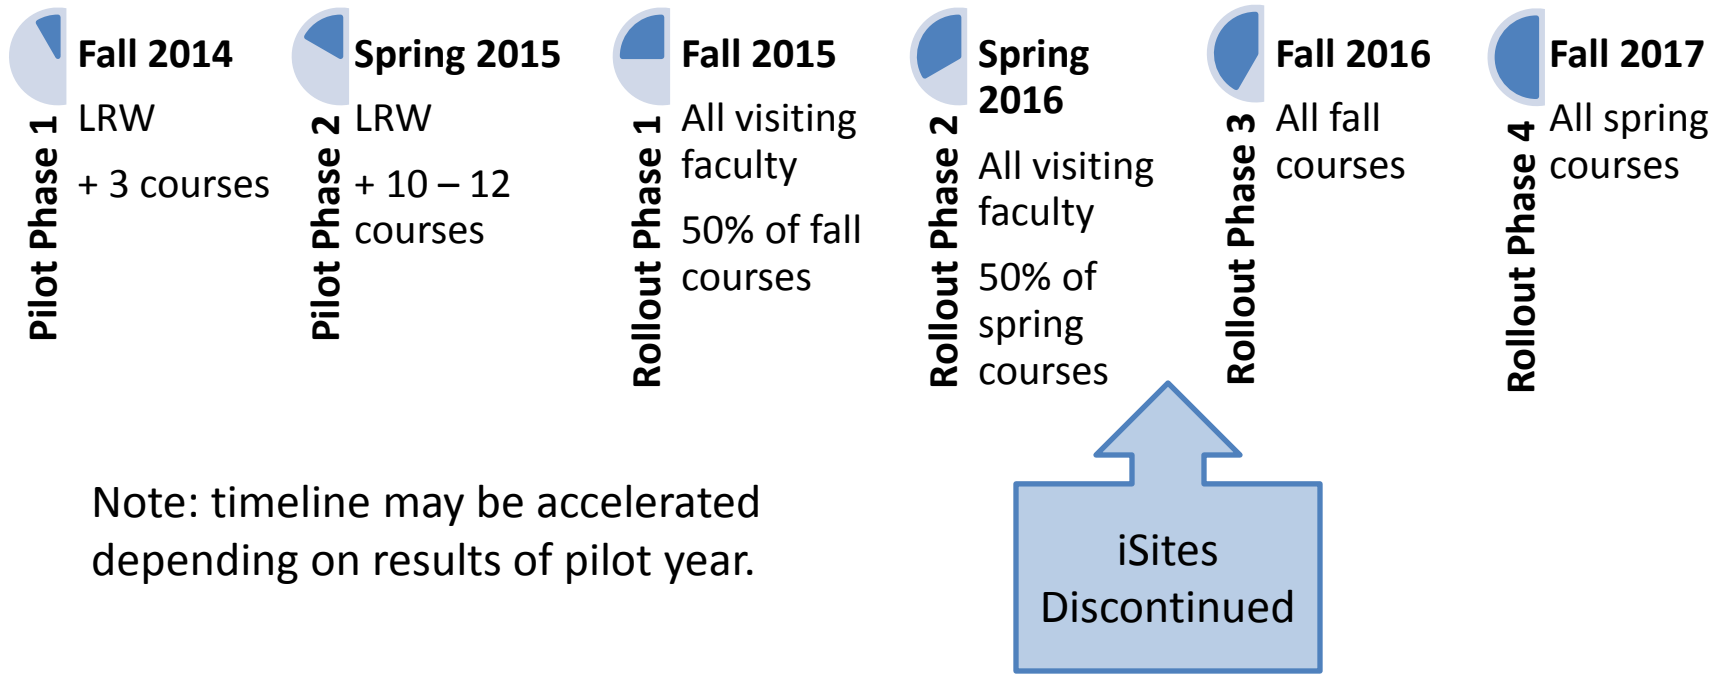 Pilot Phase 1
Fall 2014
LRW
+ 3 courses
Pilot Phase 2
Spring 2015
LRW
+ 10 – 12
courses
Rollout Phase 1
Fall 2015
All visiting
faculty
50% of fall
courses
Rollout Phase 2
Spring
2016
All visiting
faculty
50% of
spring
courses
Rollout Phase 3
Fall 2016
All fall
courses
Rollout Phase 4
Fall 2017
All spring
courses
Note: timeline may be accelerated
depending on results of pilot year.
iSites
Discontinued